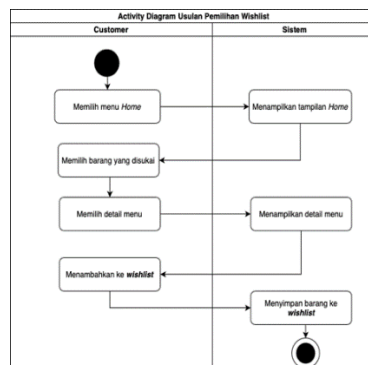 Activity Diagram Usulan Pemilihan Wishlist
Customer
Sistem
Memilih menu Home
Menampilkan tampilan Home
Memilih barang yang disukai
Memilih detail menu
Menampilkan detail menu
Menambahkan ke wishlist
Menyimpan barang ke
wishlist